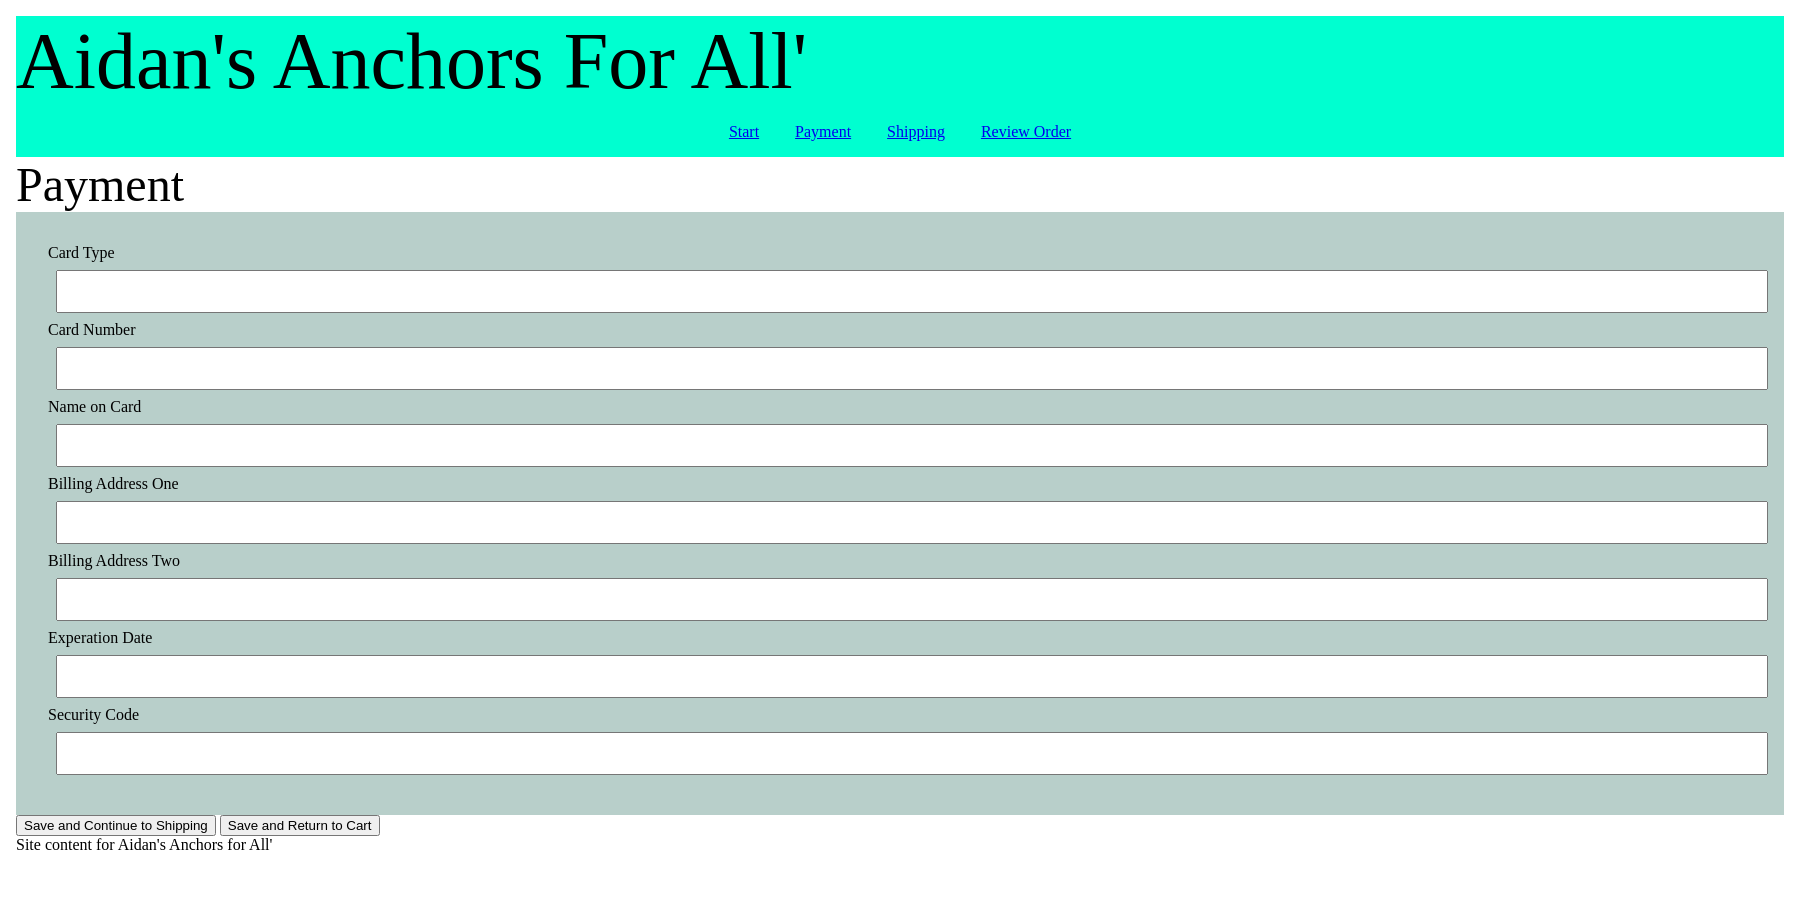 Aidan's Anchors For All'
Start Payment Shipping Review Order
Payment
Card Type
Card Number
Name on Card
Billing Address One
Billing Address Two
Experation Date
Security Code
Save and Continue to Shipping Save and Return to Cart
Site content for Aidan's Anchors for All'